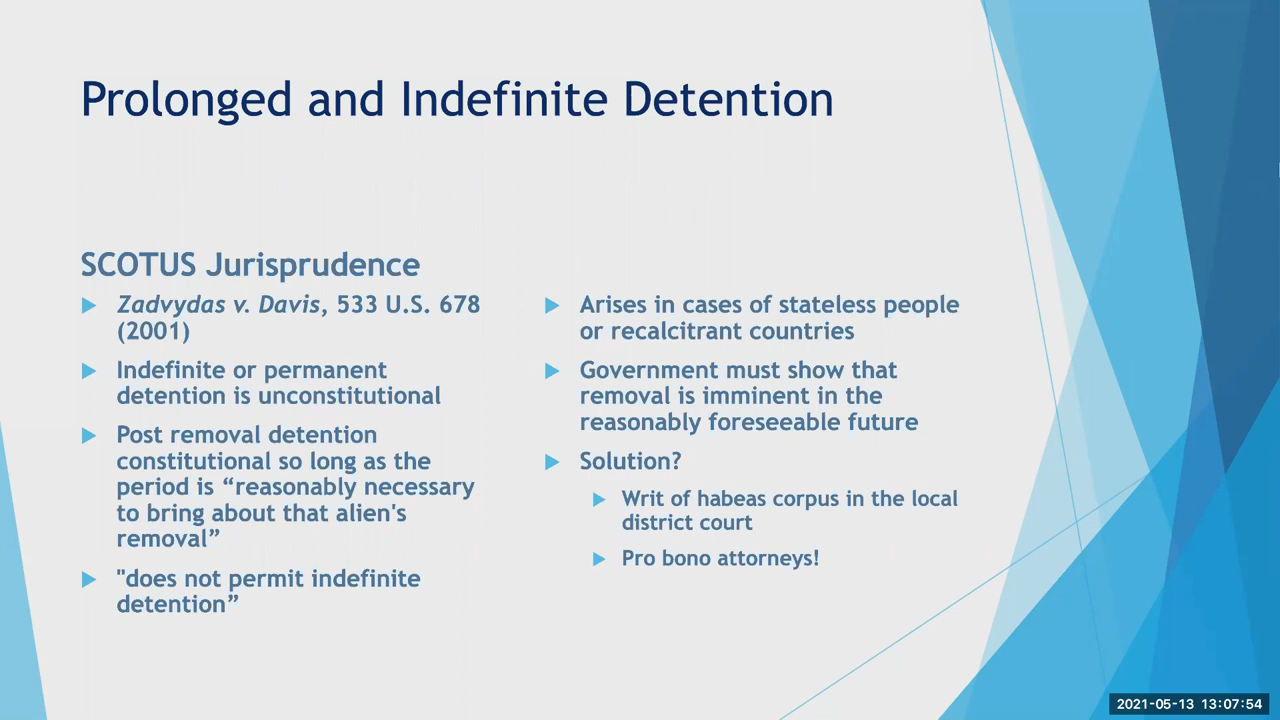 Prolonged and Indefinite Detention
SCOTUS Jurisprudence
Zadvydas v. Davis, 533 U.S. 678
(2001)
Indefinite or permanent
detention is unconstitutional
Post removal detention
constitutional so long as the
period is “reasonably necessary
to bring about that alien's
removal”
"does not permit indefinite
detention”
Arises in cases of stateless people
or recalcitrant countries
Government must show that
removal is imminent in the
reasonably foreseeable future
Solution?
Writ of habeas corpus in the local
district court
Pro bono attorneys!
2021-05-13 13:07:54